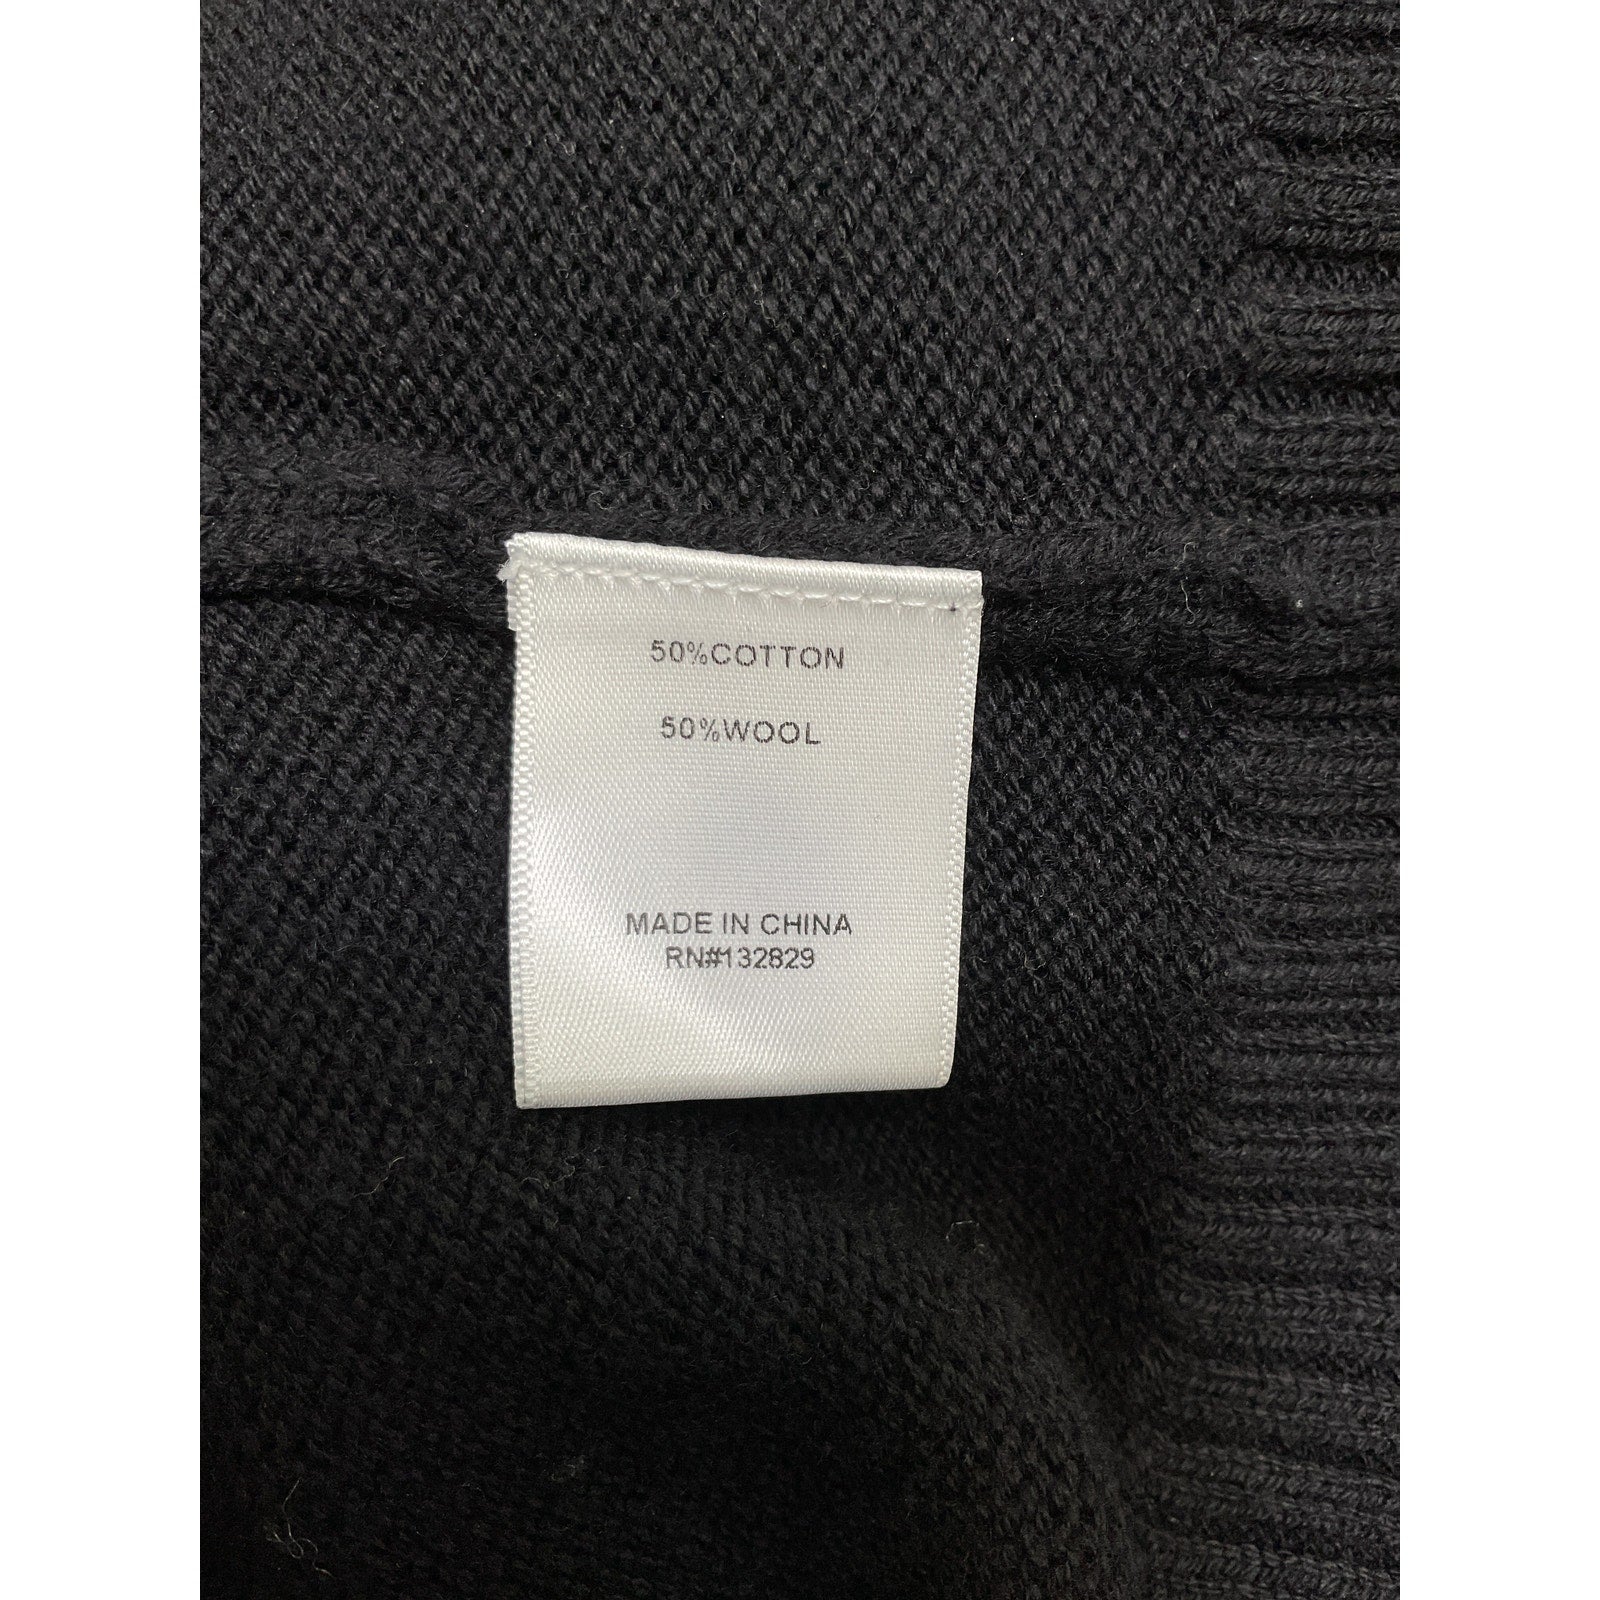 50%COTTON
50%WOOL
MADE IN CHINA
RN#132829